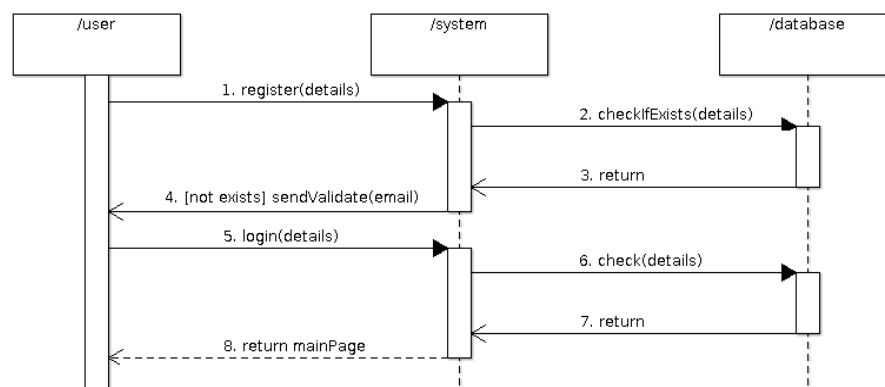 /user
/system
/database
1. register(details)
2. checkIfExists(details)
3. return
4. [not exists] sendValidate(email)
5. login(details)
6. check(details)
7. return
8. return mainPage